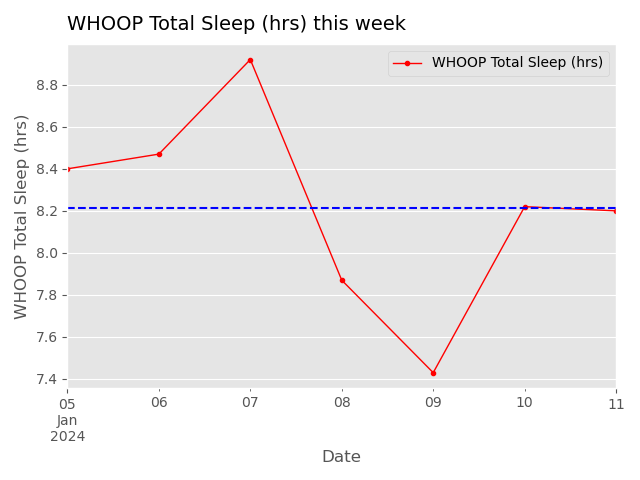 WHOOP Total Sleep (hrs) this week
WHOOP Total Sleep (hrs)
WHOOP Total Sleep (hrs)
8.8
8.6
8.4
8.2
8.0
7.8
7.6
7.4
05 06 07 08 09 10 11
Jan
2024
Date